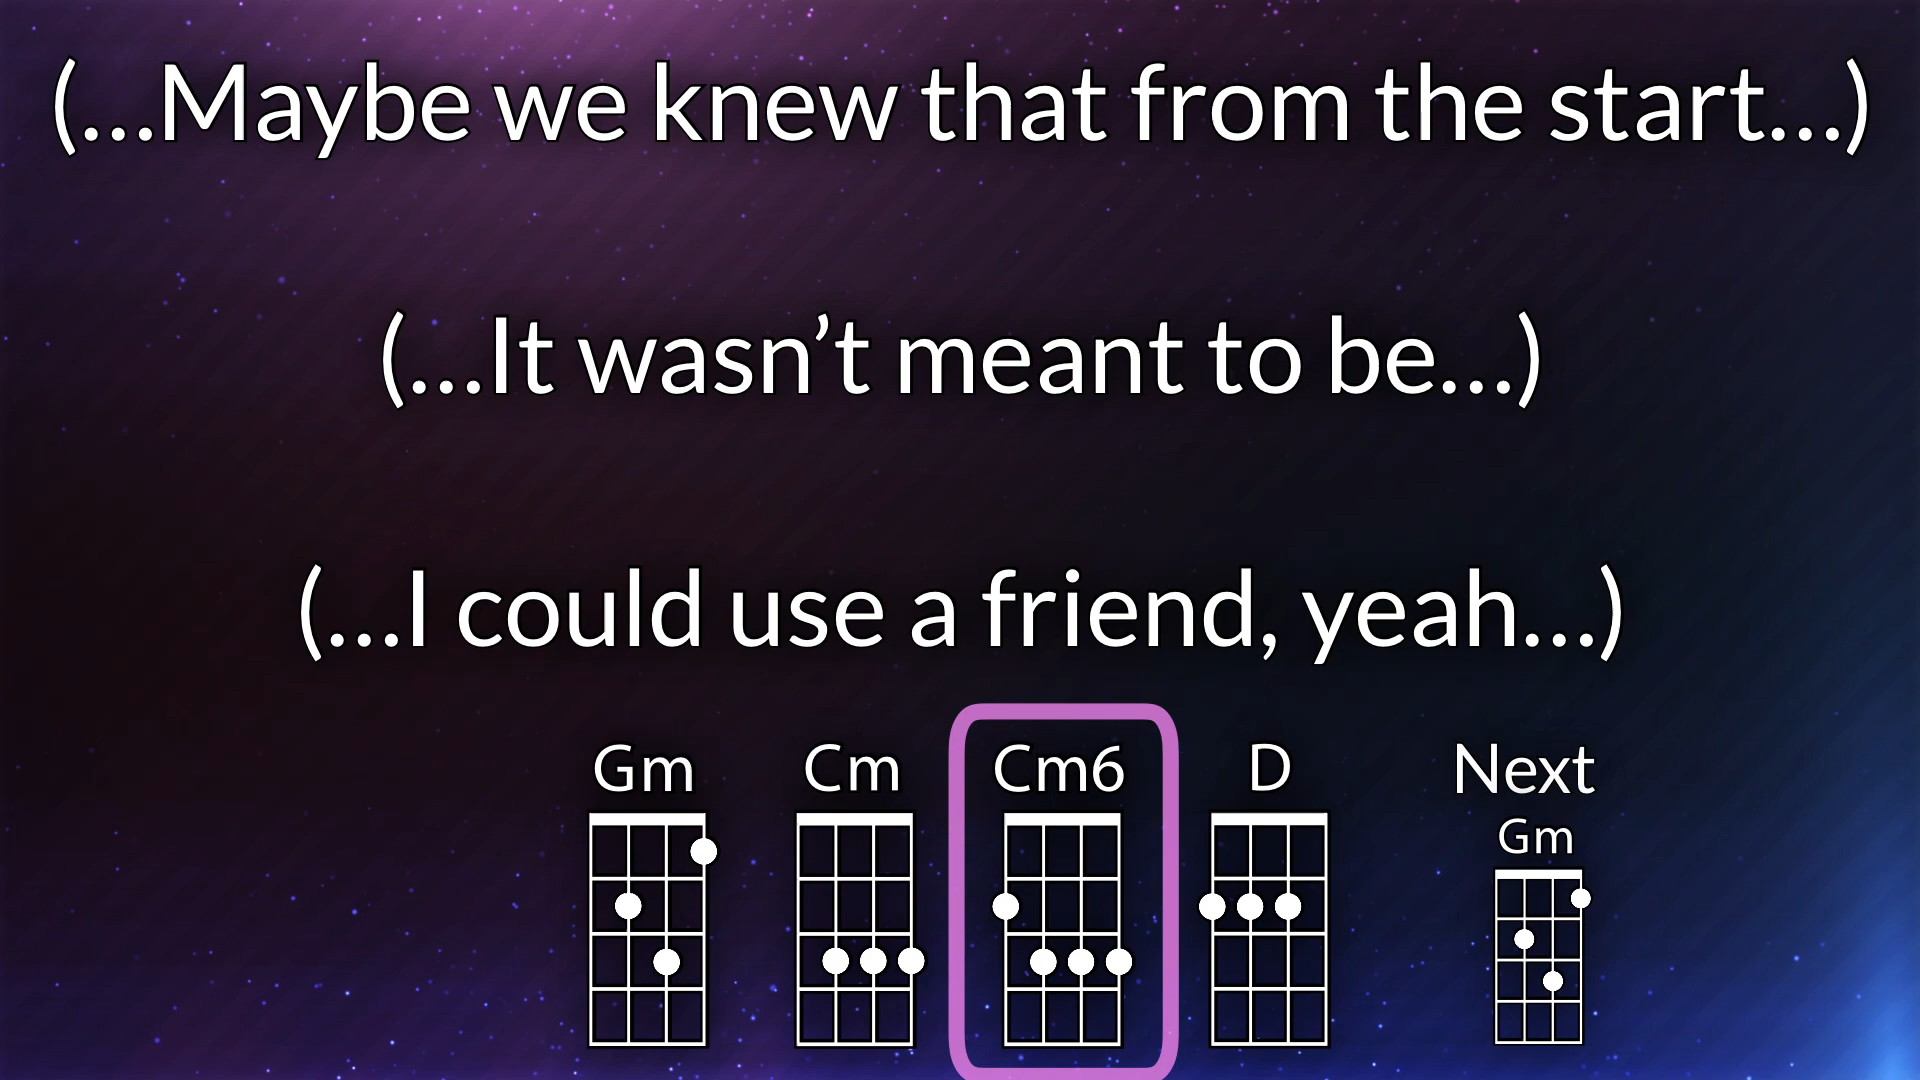 (...Maybe we knew that from the start...)
(...It wasn’t meant to be...)
(...I could use a friend, yeah...)
Gm Cm Cm6 D Next
Gm